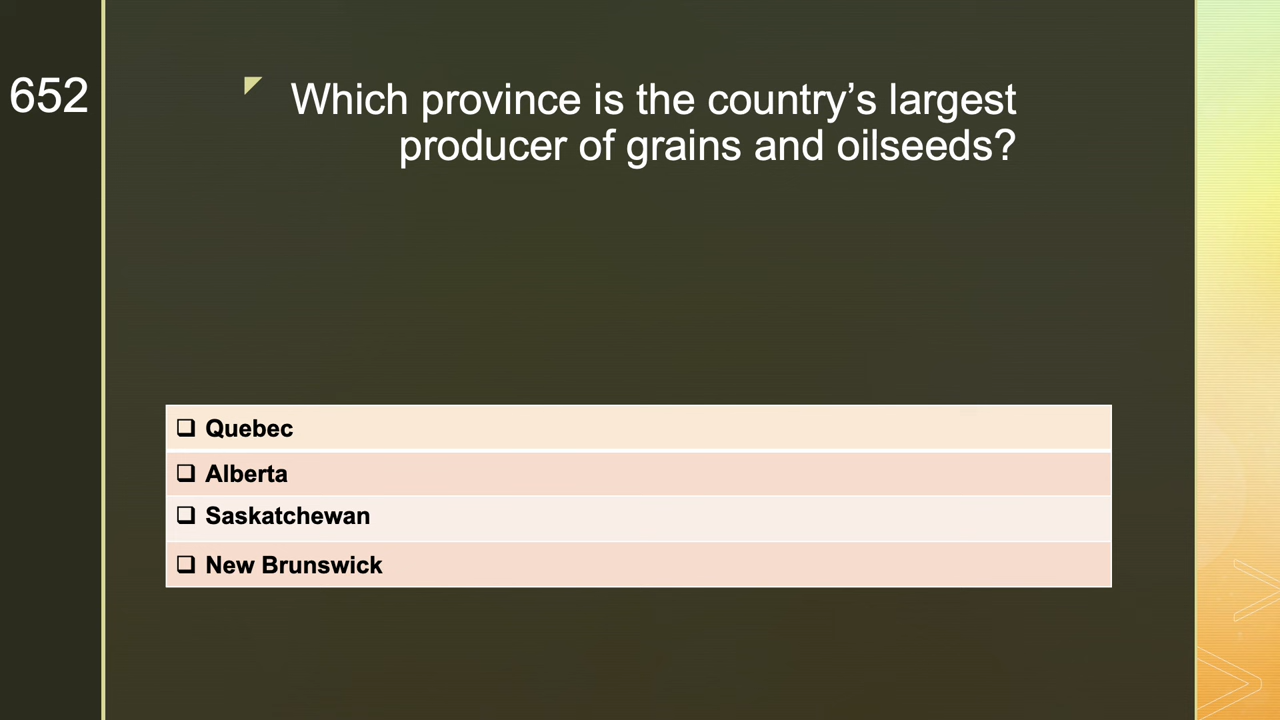 652
Which province is the country’s largest
producer of grains and oilseeds?
❑ Quebec
❑ Alberta
❑ Saskatchewan
❑ New Brunswick